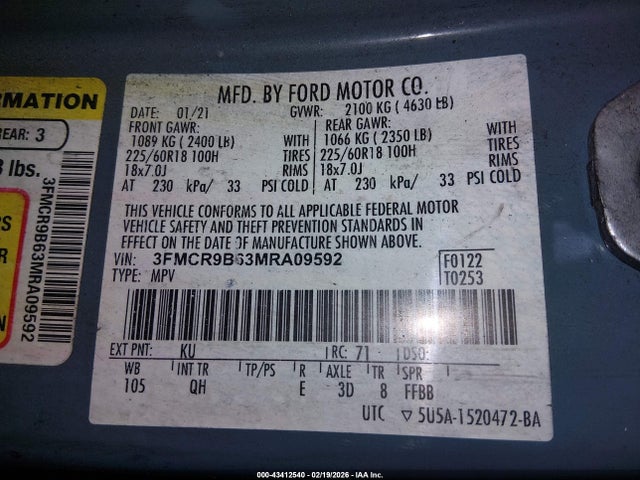 ORMATION
REAR: 3
lbs.
3FMCR9B63MRA09592
MFD. BY FORD MOTOR CO.
DATE: 01/21 GVWR: 2100 KG ( 4630 LB)
FRONT GAWR: REAR GAWR:
1089 KG ( 2400 LB) WITH 1066 KG ( 2350 LB) WITH
225/60R18 100H TIRES 225/60R18 100H TIRES
18x7.0J RIMS 18x7.0J RIMS
AT 230 kPa/ 33 PSI COLD AT 230 kPa/ 33 PSI COLD
THIS VEHICLE CONFORMS TO ALL APPLICABLE FEDERAL MOTOR
VEHICLE SAFETY AND THEFT PREVENTION STANDARDS IN
EFFECT ON THE DATE OF MANUFACTURE SHOWN ABOVE.
VIN: 3FMCR9B63MRA09592 F0122
TYPE: MPV T0253
EXT PNT: KU RC: 71 DSO:
WB INT TR TP/PS R AXLE TR SPR
105 QH E 3D 8 FFBB
UTC ▽ 5U5A-1520472-BA
000-43412540 - 02/19/2026 - IAA Inc.